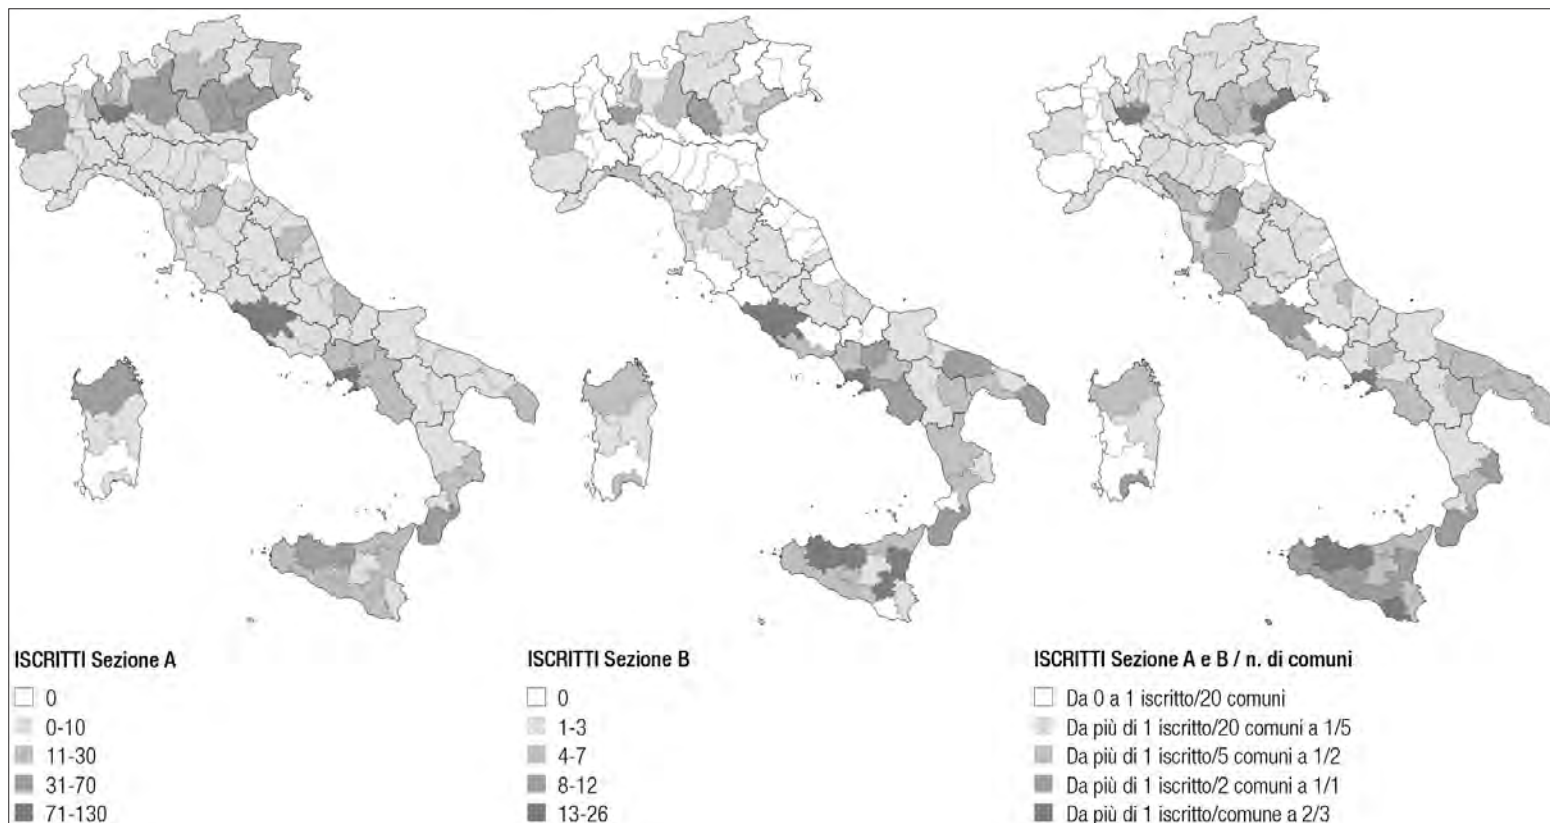 ISCRITTI Sezione A
0
0-10
11-30
31-70
71-130
ISCRITTI Sezione B
0
1-3
4-7
8-12
13-26
ISCRITTI Sezione A e B / n. di comuni
Da 0 a 1 iscritto/20 comuni
Da più di 1 iscritto/20 comuni a 1/5
Da più di 1 iscritto/5 comuni a 1/2
Da più di 1 iscritto/2 comuni a 1/1
Da più di 1 iscritto/comune a 2/3